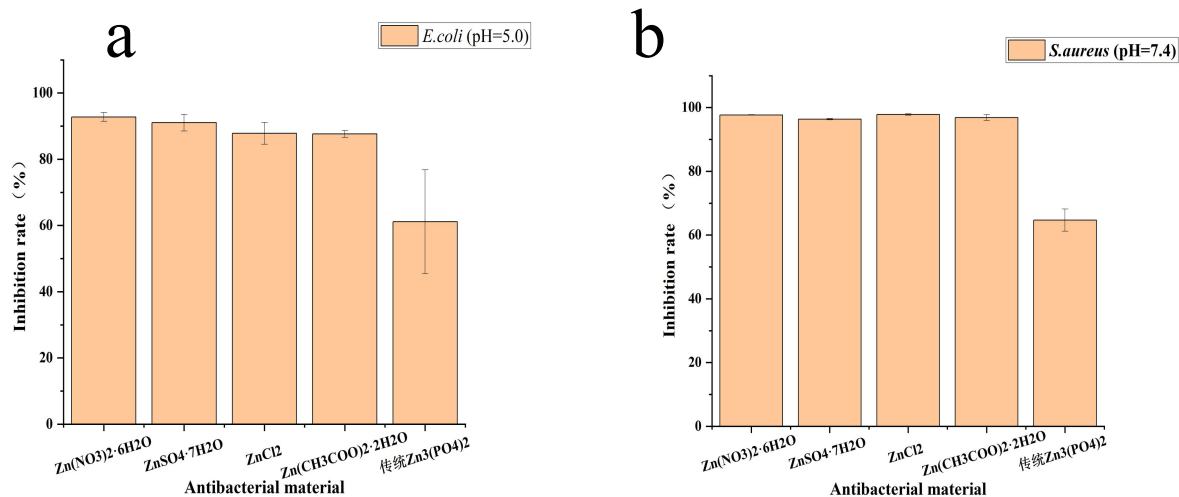 a
E.coli (pH=5.0)
Inhibition rate（%）
100
80
60
40
20
0
Zn(NO3)2·6H2O
ZnSO4·7H2O
ZnCl2
Zn(CH3COO)2·2H2O
传统Zn3(PO4)2
Antibacterial material
b
S.aureus (pH=7.4)
Inhibition rate（%）
100
80
60
40
20
0
Zn(NO3)2·6H2O
ZnSO4·7H2O
ZnCl2
Zn(CH3COO)2·2H2O
传统Zn3(PO4)2
Antibacterial material